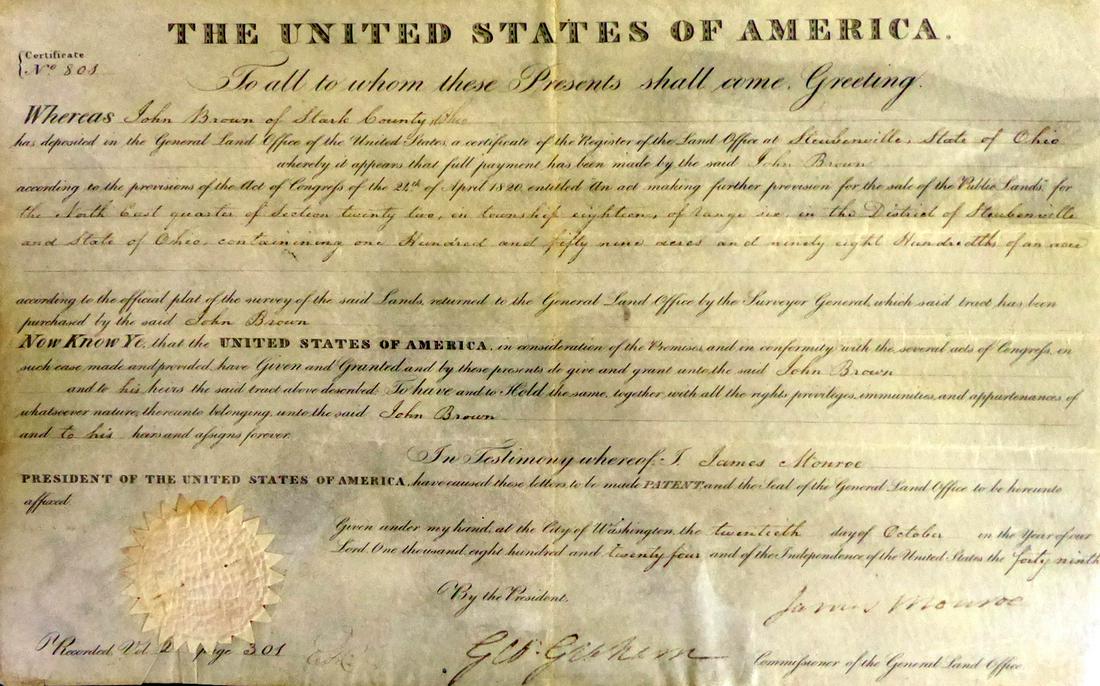 THE UNITED STATES OF AMERICA.
Certificate
No 801
To all to whom these Presents shall come, Greeting.
Whereas John Brown of Stark County Ohio
has deposited in the General Land Office of the United States, a certificate of the Register of the Land Office at Steubenville, State of Ohio
whereby it appears that full payment has been made by the said John Brown
according to the provisions of the Act of Congress of the 24th of April 1820, entitled "An act making further provision for the sale of the Public Lands," for
the North East quarter of Section twenty two, in township eighteen, of range six, in the District of Steubenville
and State of Ohio, containining one Hundred and fifty nine acres and ninety eight Hundredths of an acre
according to the official plat of the survey of the said Lands, returned to the General Land Office by the Surveyor General, which said tract has been
purchased by the said John Brown
Now Know Ye, that the UNITED STATES OF AMERICA, in consideration of the Premises, and in conformity with the several acts of Congress, in
such case, made and provided, have Given and Granted, and by these presents do give and grant unto the said John Brown
and to his heirs the said tract above described: To have and to Hold the same, together with all the rights, privileges, immunities, and appurtenances of
whatsoever nature, thereunto belonging, unto the said John Brown
and to his heirs and assigns forever.
In Testimony whereof, I, James Monroe
PRESIDENT OF THE UNITED STATES OF AMERICA, have caused these letters to be made PATENT, and the Seal of the General Land Office to be hereunto
affixed.
Given under my hand, at the City of Washington, the twentieth day of October in the Year of our
Lord One thousand, eight hundred and twenty four and of the Independence of the United States the forty ninth
By the President,
James Monroe
Recorded, Vol. 2 page 301
Geo. Graham
Commissioner of the General Land Office.